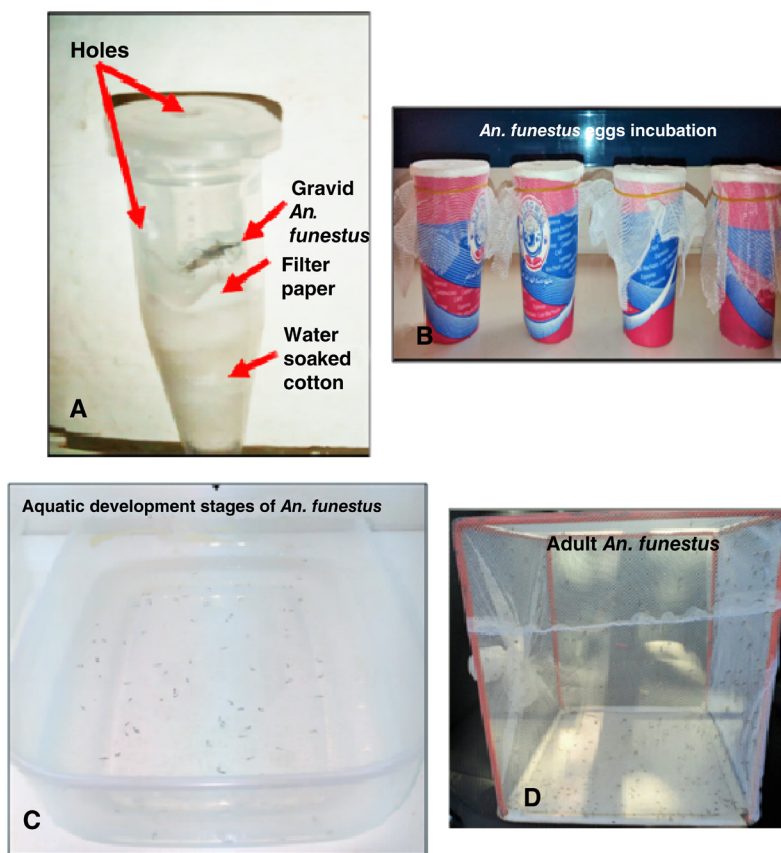 Holes
Gravid
An.
funestus
Filter
paper
Water
soaked
cotton
A
An. funestus eggs incubation
B
Aquatic development stages of An. funestus
C
Adult An. funestus
D